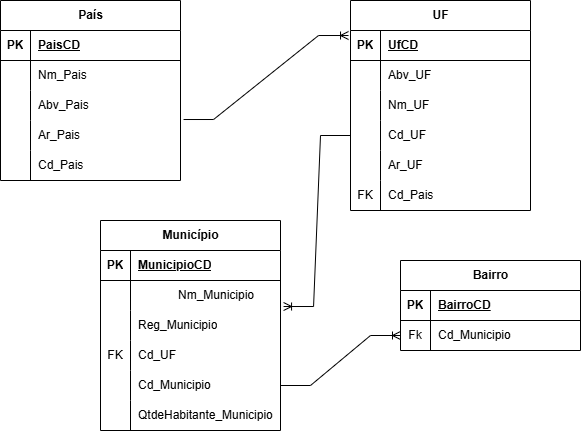 País
PK PaisCD
Nm_Pais
Abv_Pais
Ar_Pais
Cd_Pais
UF
PK UfCD
Abv_UF
Nm_UF
Cd_UF
Ar_UF
FK Cd_Pais
Município
PK MunicipioCD
Nm_Municipio
Reg_Municipio
FK Cd_UF
Cd_Municipio
QtdeHabitante_Municipio
Bairro
PK BairroCD
Fk Cd_Municipio